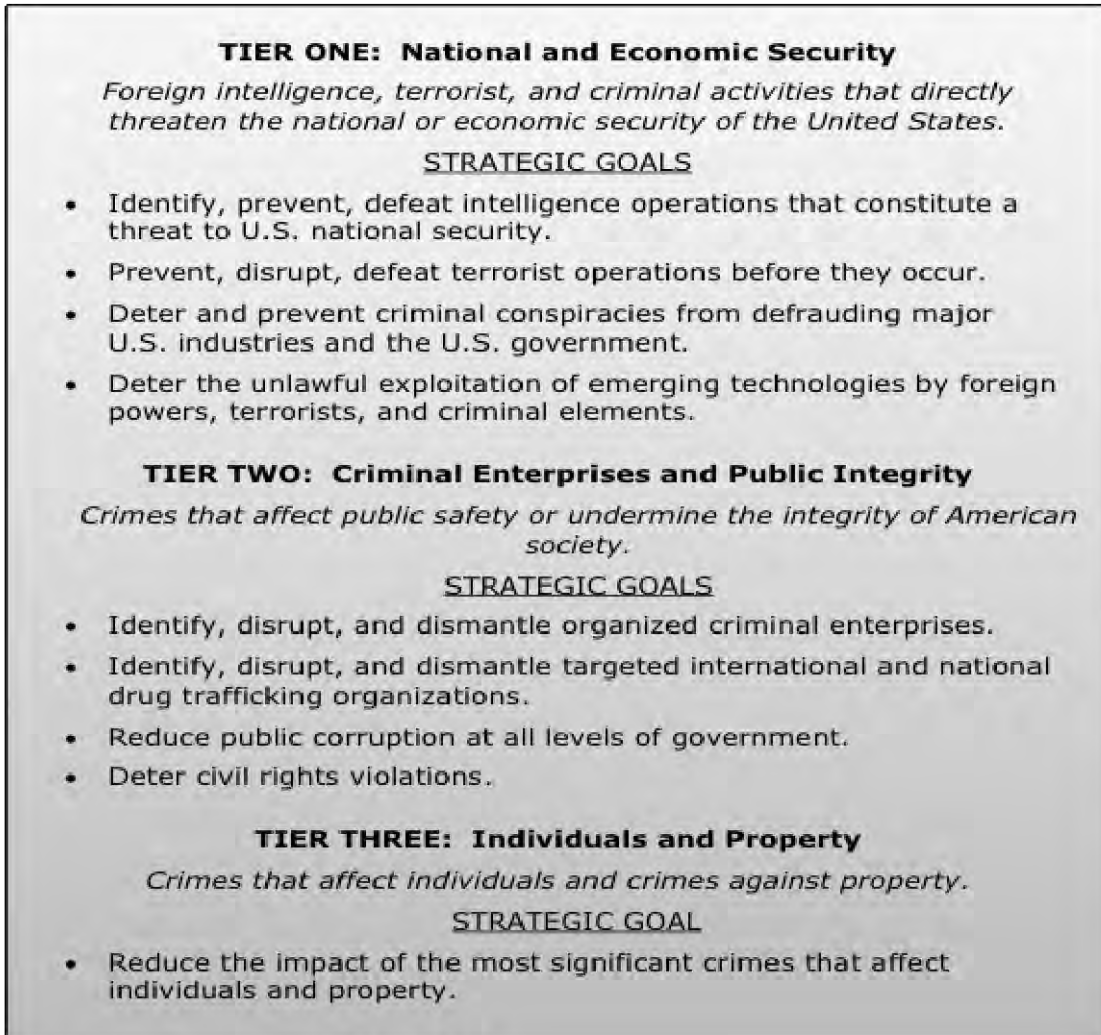 TIER ONE: National and Economic Security
Foreign intelligence, terrorist, and criminal activities that directly
threaten the national or economic security of the United States.
STRATEGIC GOALS
• Identify, prevent, defeat intelligence operations that constitute a
threat to U.S. national security.
• Prevent, disrupt, defeat terrorist operations before they occur.
• Deter and prevent criminal conspiracies from defrauding major
U.S. industries and the U.S. government.
• Deter the unlawful exploitation of emerging technologies by foreign
powers, terrorists, and criminal elements.
TIER TWO: Criminal Enterprises and Public Integrity
Crimes that affect public safety or undermine the integrity of American
society.
STRATEGIC GOALS
• Identify, disrupt, and dismantle organized criminal enterprises.
• Identify, disrupt, and dismantle targeted international and national
drug trafficking organizations.
• Reduce public corruption at all levels of government.
• Deter civil rights violations.
TIER THREE: Individuals and Property
Crimes that affect individuals and crimes against property.
STRATEGIC GOAL
• Reduce the impact of the most significant crimes that affect
individuals and property.